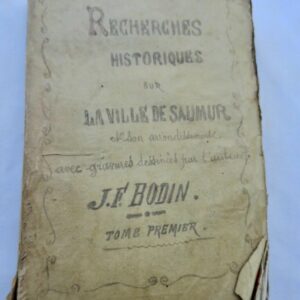 RECHERCHES
HISTORIQUES
SUR
LA VILLE DE SAUMUR
et son arrondissement
avec gravures dessinées par l'auteur
J.F. BODIN.
TOME PREMIER.